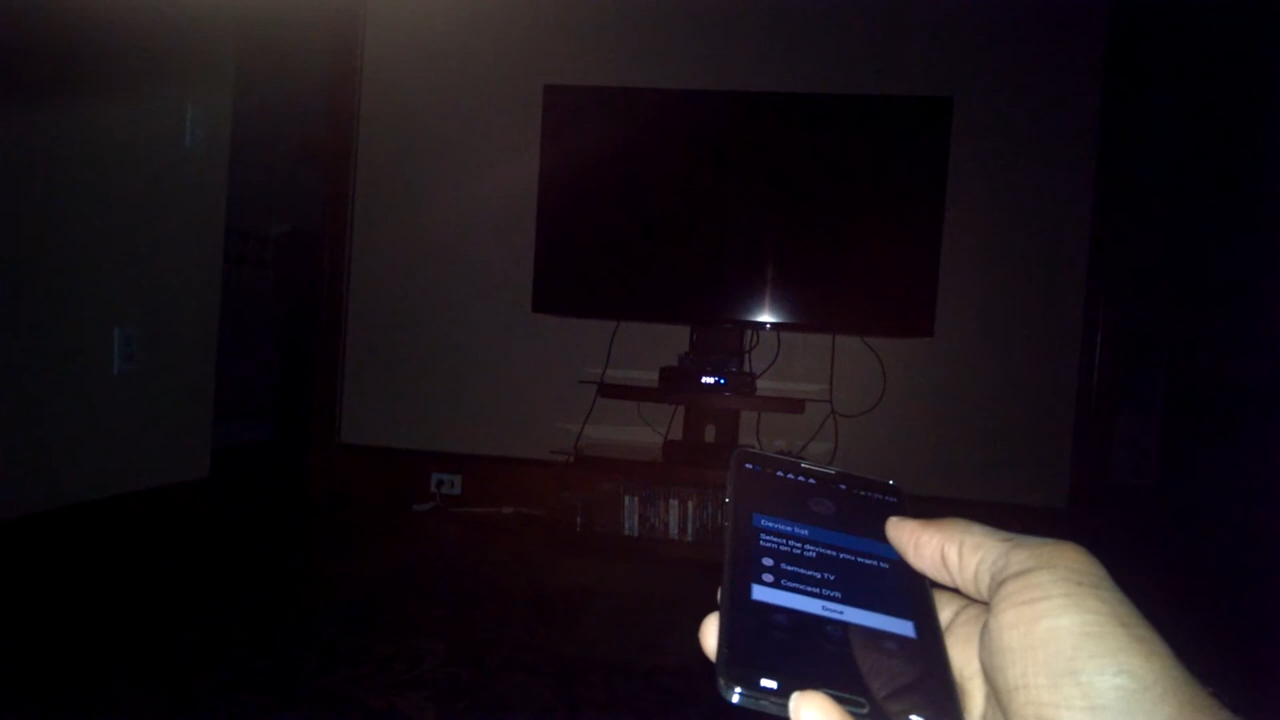 Device list
Select the devices you want to
turn on or off
Samsung TV
Comcast DVR
Done